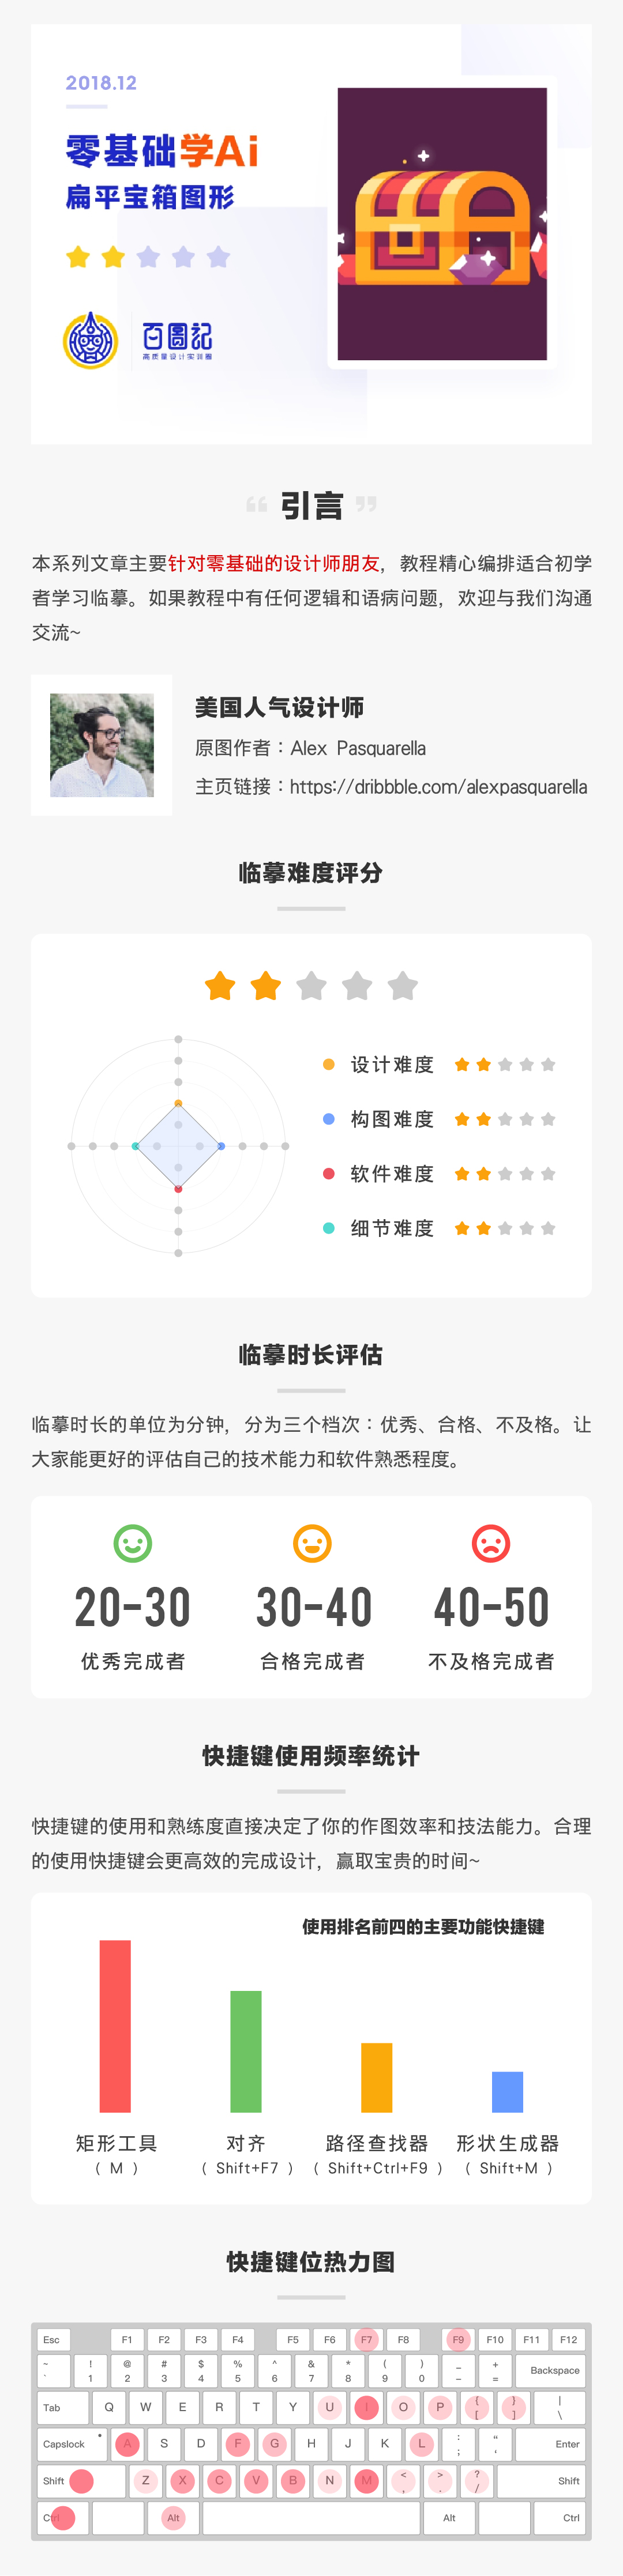 2018.12
零基础学Ai
扁平宝箱图形
百图记
高质量设计实训圈
“ 引言 ”
本系列文章主要针对零基础的设计师朋友，教程精心编排适合初学
者学习临摹。如果教程中有任何逻辑和语病问题，欢迎与我们沟通
交流~
美国人气设计师
原图作者：Alex Pasquarella
主页链接：https://dribbble.com/alexpasquarella
临摹难度评分
设计难度
构图难度
软件难度
细节难度
临摹时长评估
临摹时长的单位为分钟，分为三个档次：优秀、合格、不及格。让
大家能更好的评估自己的技术能力和软件熟悉程度。
20-30 30-40 40-50
优秀完成者 合格完成者 不及格完成者
快捷键使用频率统计
快捷键的使用和熟练度直接决定了你的作图效率和技法能力。合理
的使用快捷键会更高效的完成设计，赢取宝贵的时间~
使用排名前四的主要功能快捷键
矩形工具 对齐 路径查找器 形状生成器
( M ) ( Shift+F7 ) ( Shift+Ctrl+F9 ) ( Shift+M )
快捷键位热力图
Esc F1 F2 F3 F4 F5 F6 F7 F8 F9 F10 F11 F12
~ ! @ # $ % ^ & * ( ) _ +
` 1 2 3 4 5 6 7 8 9 0 – = Backspace
Tab Q W E R T Y U I O P { [ } ] | \
Capslock A S D F G H J K L : ; “ ‘ Enter
Shift Z X C V B N M < , > . ? / Shift
Ctrl Alt Alt Ctrl